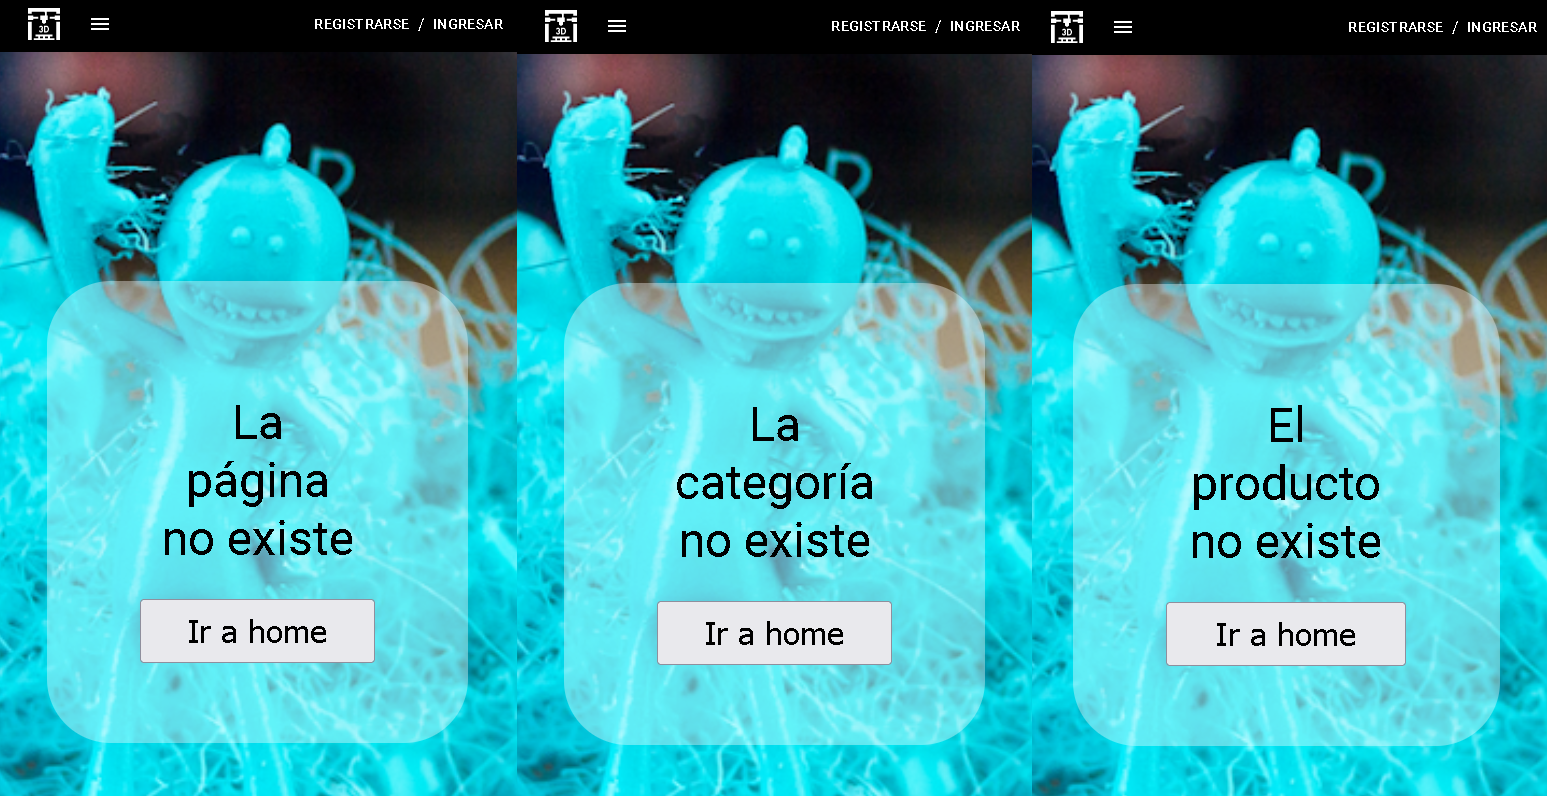 3D
REGISTRARSE / INGRESAR
La
página
no existe
Ir a home
3D
REGISTRARSE / INGRESAR
La
categoría
no existe
Ir a home
3D
REGISTRARSE / INGRESAR
El
producto
no existe
Ir a home